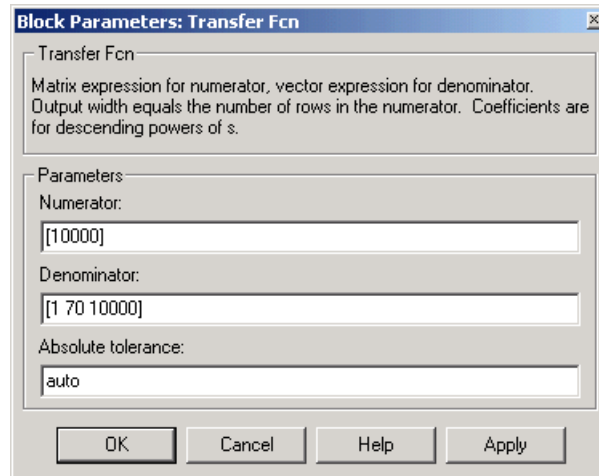 Block Parameters: Transfer Fcn
Transfer Fcn
Matrix expression for numerator, vector expression for denominator.
Output width equals the number of rows in the numerator.  Coefficients are
for descending powers of s.
Parameters
Numerator:
[10000]
Denominator:
[1 70 10000]
Absolute tolerance:
auto
OK Cancel Help Apply